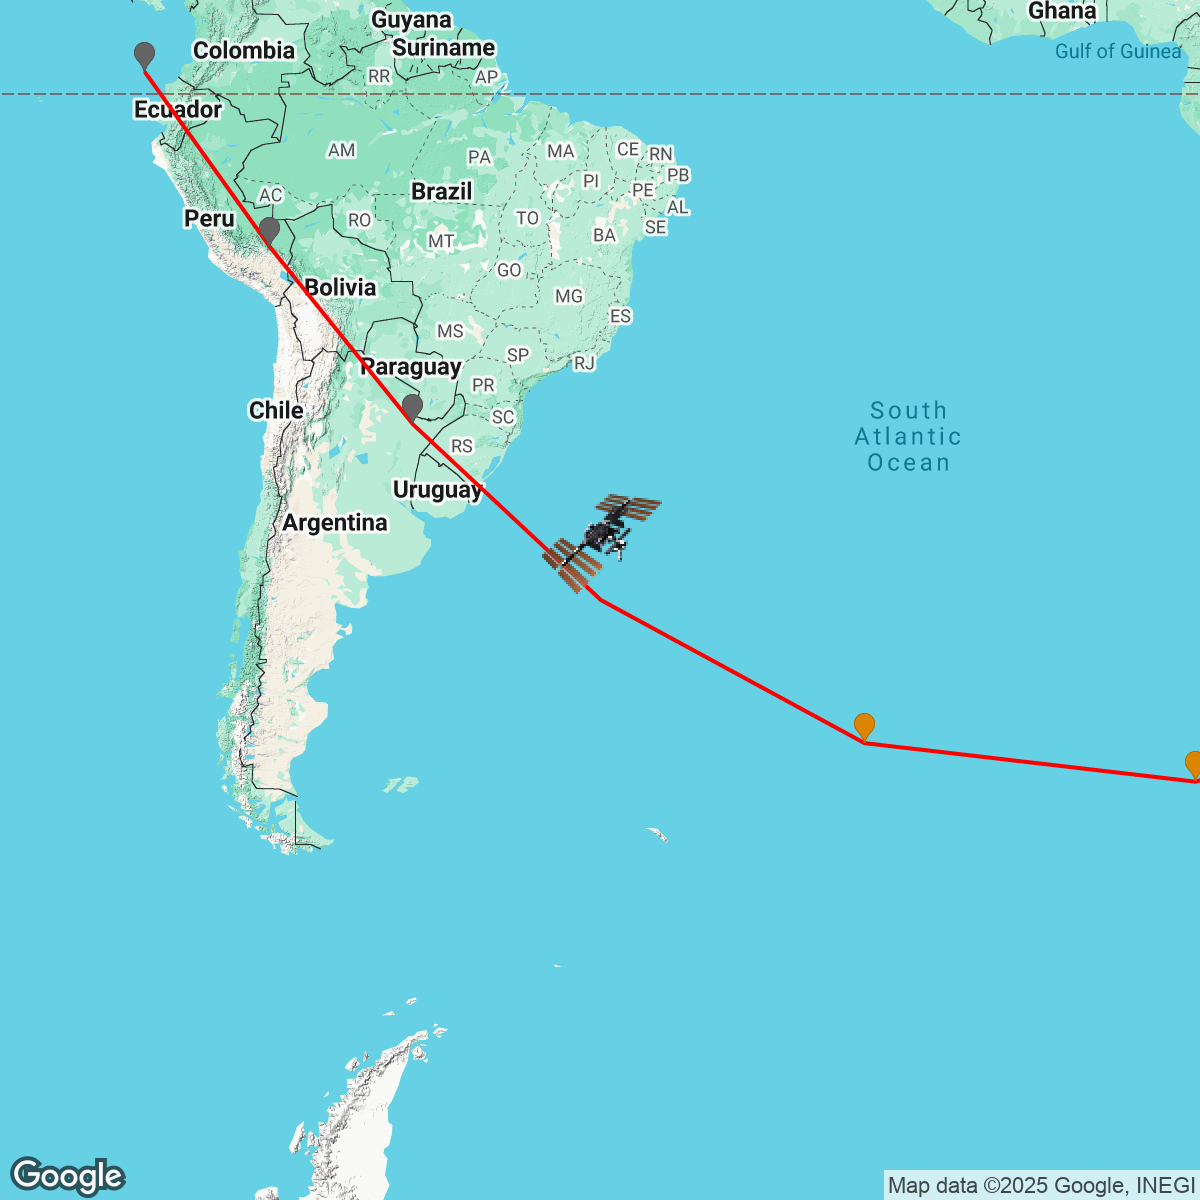 Guyana
Ghana
Colombia
Suriname
Gulf of Guinea
RR
AP
Ecuador
AM
PA
MA
CE
RN
PI
PB
AC
Brazil
PE
AL
Peru
RO
TO
SE
MT
BA
GO
Bolivia
MG
ES
MS
SP
RJ
Paraguay
PR
Chile
SC
South
Atlantic
Ocean
RS
Uruguay
Argentina
Google
Map data ©2025 Google, INEGI